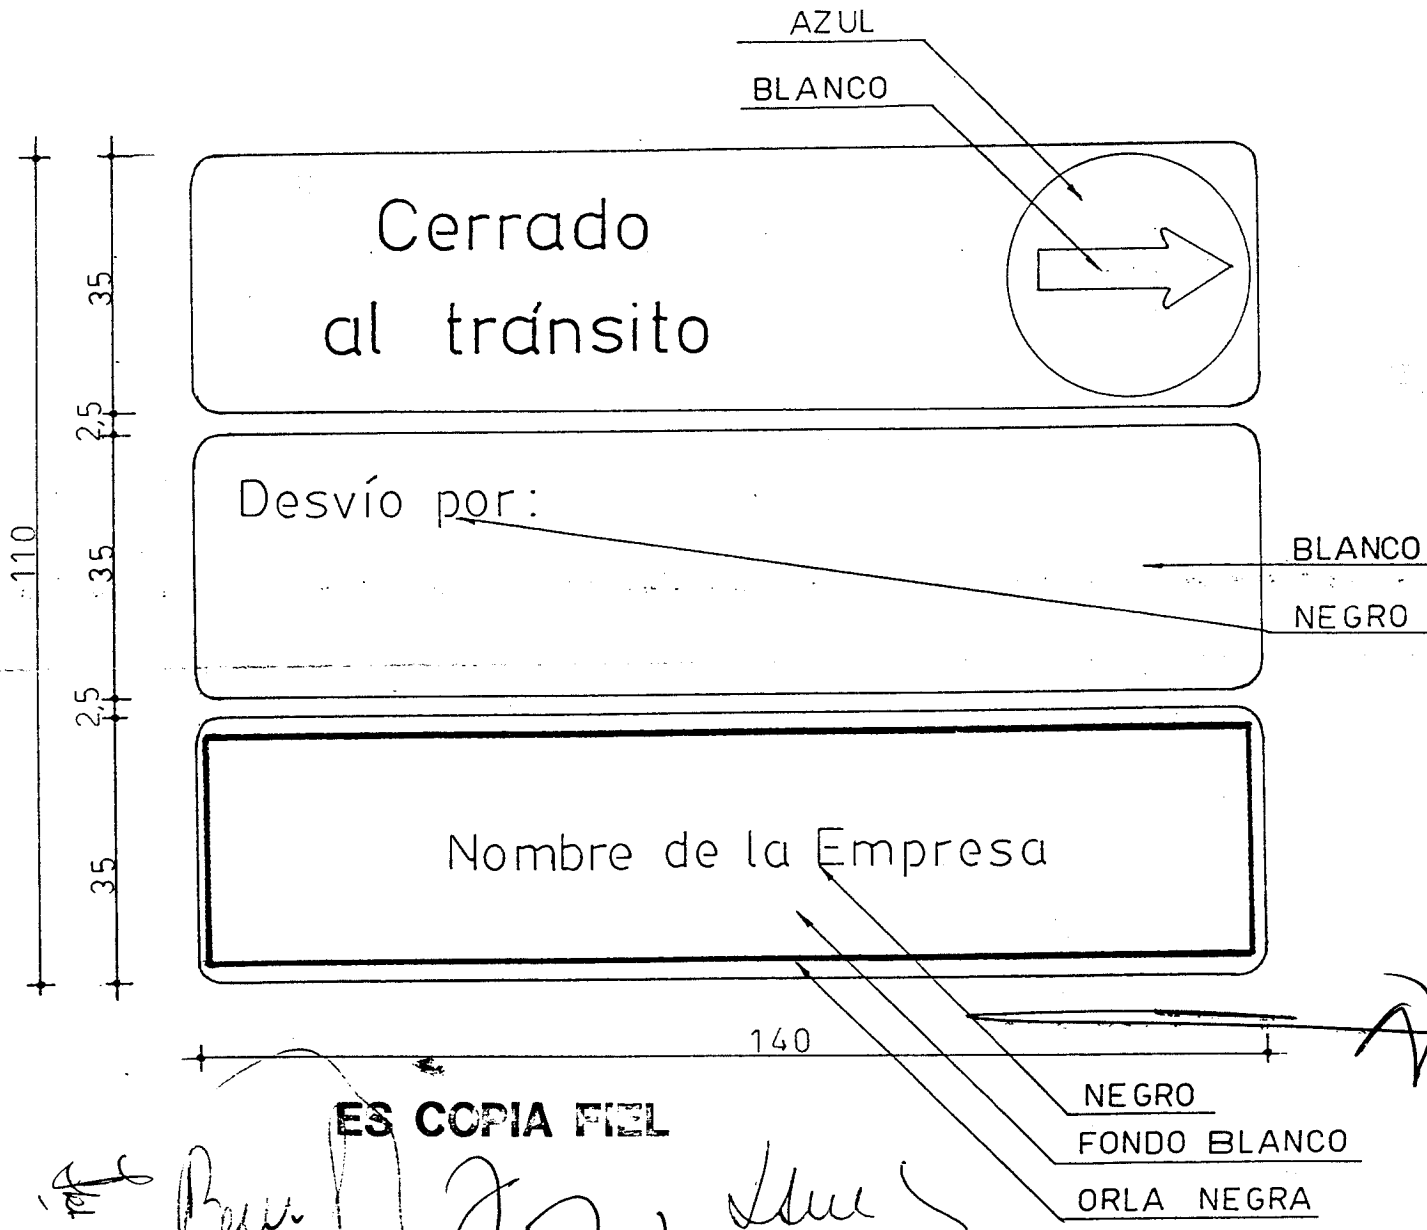 AZUL
BLANCO
Cerrado
al tránsito
35
2,5
Desvío por:
110
35
BLANCO
NEGRO
2,5
Nombre de la Empresa
35
140
NEGRO
ES COPIA FIEL
FONDO BLANCO
ORLA NEGRA